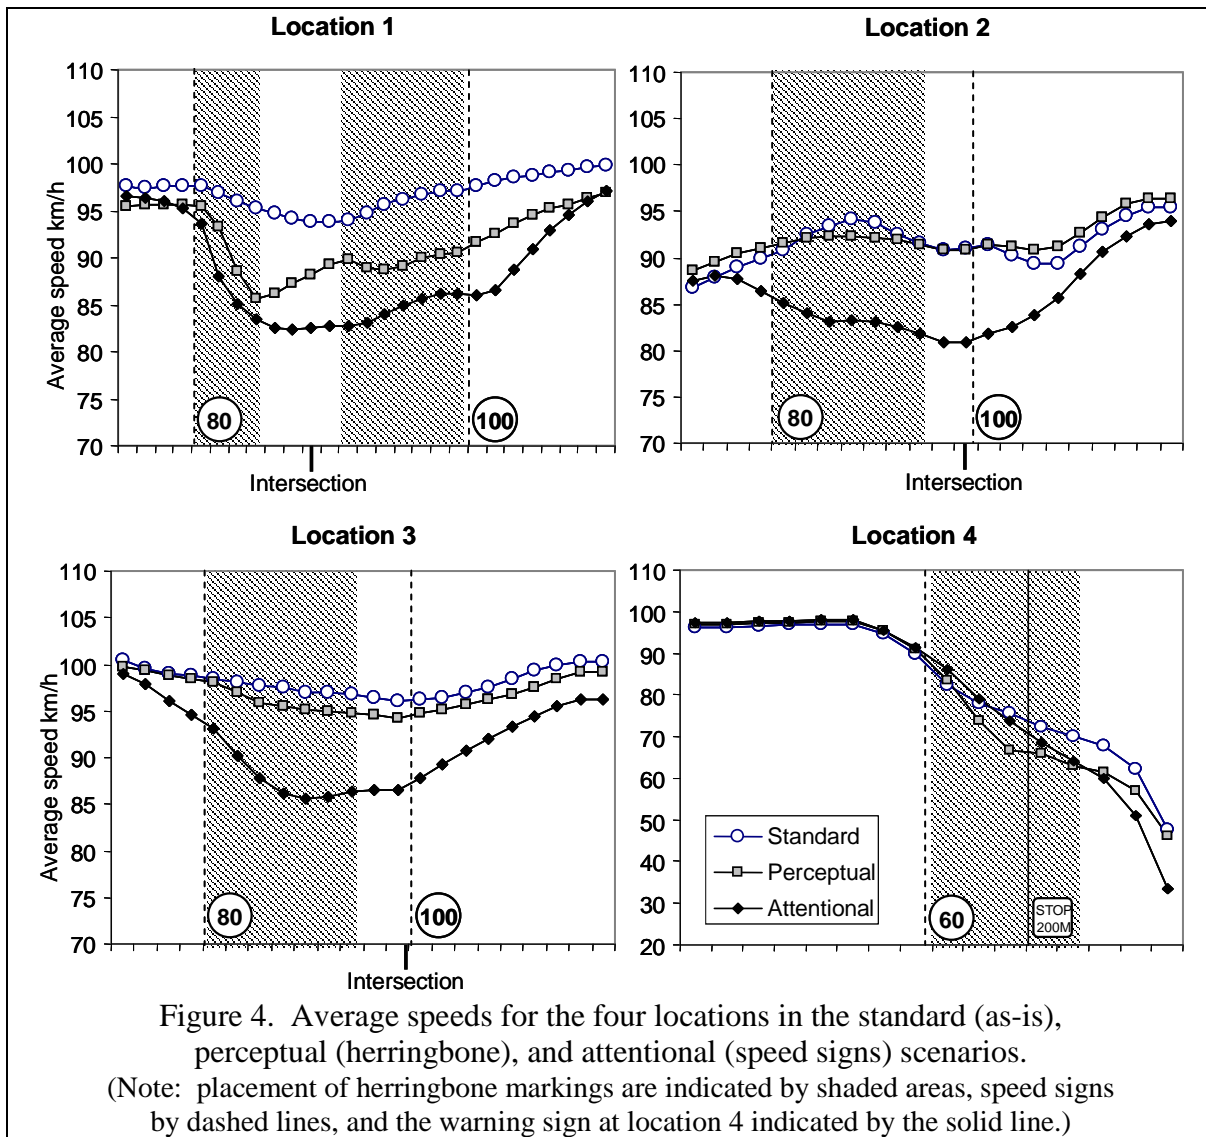 Location 1
110
105
100
95
90
85
80
75
70
Average speed km/h
80
100
Intersection
Location 2
110
105
100
95
90
85
80
75
70
80
100
Intersection
Location 3
110
105
100
95
90
85
80
75
70
Average speed km/h
80
100
Intersection
Location 4
110
100
90
80
70
60
50
40
30
20
Standard
Perceptual
Attentional
60
STOP
200M
Figure 4. Average speeds for the four locations in the standard (as-is),
perceptual (herringbone), and attentional (speed signs) scenarios.
(Note: placement of herringbone markings are indicated by shaded areas, speed signs
by dashed lines, and the warning sign at location 4 indicated by the solid line.)